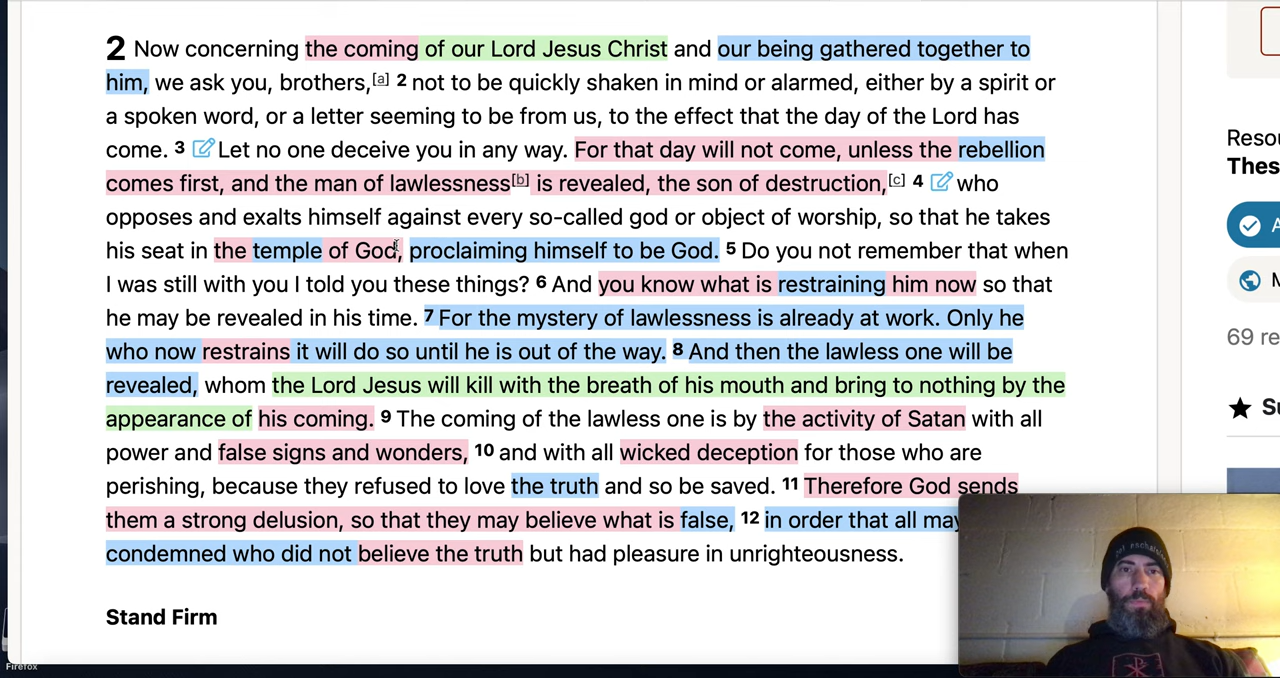 2 Now concerning the coming of our Lord Jesus Christ and our being gathered together to
him, we ask you, brothers,[a] 2 not to be quickly shaken in mind or alarmed, either by a spirit or
a spoken word, or a letter seeming to be from us, to the effect that the day of the Lord has
come. 3 Let no one deceive you in any way. For that day will not come, unless the rebellion
comes first, and the man of lawlessness[b] is revealed, the son of destruction,[c] 4 who
opposes and exalts himself against every so-called god or object of worship, so that he takes
his seat in the temple of God, proclaiming himself to be God. 5 Do you not remember that when
I was still with you I told you these things? 6 And you know what is restraining him now so that
he may be revealed in his time. 7 For the mystery of lawlessness is already at work. Only he
who now restrains it will do so until he is out of the way. 8 And then the lawless one will be
revealed, whom the Lord Jesus will kill with the breath of his mouth and bring to nothing by the
appearance of his coming. 9 The coming of the lawless one is by the activity of Satan with all
power and false signs and wonders, 10 and with all wicked deception for those who are
perishing, because they refused to love the truth and so be saved. 11 Therefore God sends
them a strong delusion, so that they may believe what is false, 12 in order that all may
condemned who did not believe the truth but had pleasure in unrighteousness.
Stand Firm
Resou
Thes
A
M
69 re
Su
Firefox